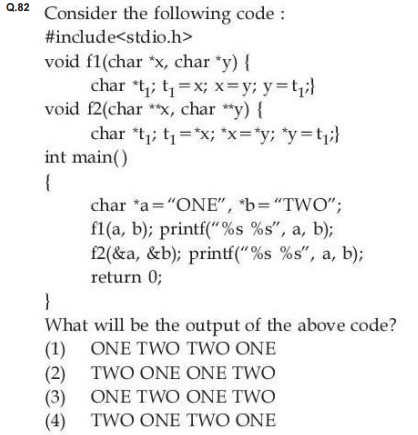 Q.82 Consider the following code :
#include<stdio.h>
void f1(char *x, char *y) {
char *t₁; t₁=x; x=y; y=t₁;}
void f2(char **x, char **y) {
char *t₁; t₁=*x; *x=*y; *y=t₁;}
int main()
{
char *a=“ONE”, *b=“TWO”;
f1(a, b); printf(“%s %s”, a, b);
f2(&a, &b); printf(“%s %s”, a, b);
return 0;
}
What will be the output of the above code?
(1) ONE TWO TWO ONE
(2) TWO ONE ONE TWO
(3) ONE TWO ONE TWO
(4) TWO ONE TWO ONE